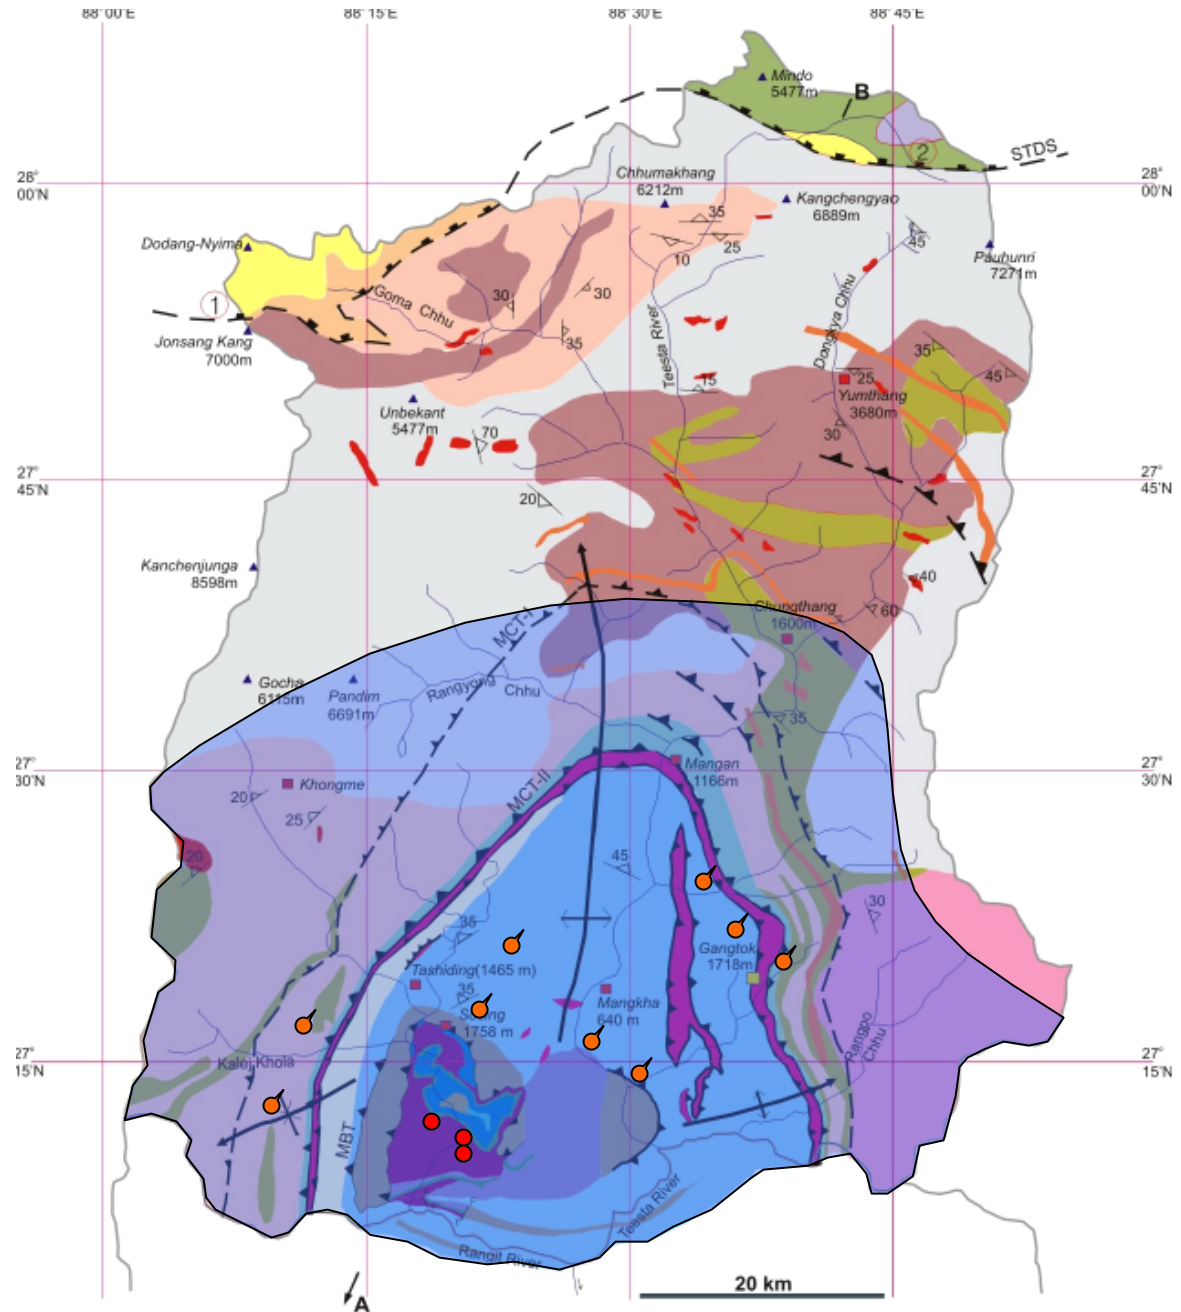 88°00'E
88°15'E
88°30'E
88°45'E
Mindo
5477m
B
2
STDS
28°
00'N
28°
00'N
Chhumakhang
6212m
Kangchengyao
6889m
35
25
10
45
Dodang-Nyima
Pauhunri
7271m
1
Goma Chhu
30
30
35
Jonsang Kang
7000m
Teesta River
Dongkya Chhu
35
45
15
25
Yumthang
3680m
Unbekant
5477m
30
70
27°
45'N
27°
45'N
20
Kanchenjunga
8598m
40
60
Chungthang
1600m
MCT-I
Gocha
6115m
Pandim
6691m
Rangyong Chhu
35
27°
30'N
27°
30'N
Mangan
1166m
Khongme
20
25
MCT-II
20
45
30
35
Gangtok
1718m
Tashiding(1465 m)
35
1758 m
Mangkha
640 m
Rangpo
Chhu
27°
15'N
27°
15'N
Kalej Khola
MBT
Teesta River
Rangit River
20 km
A